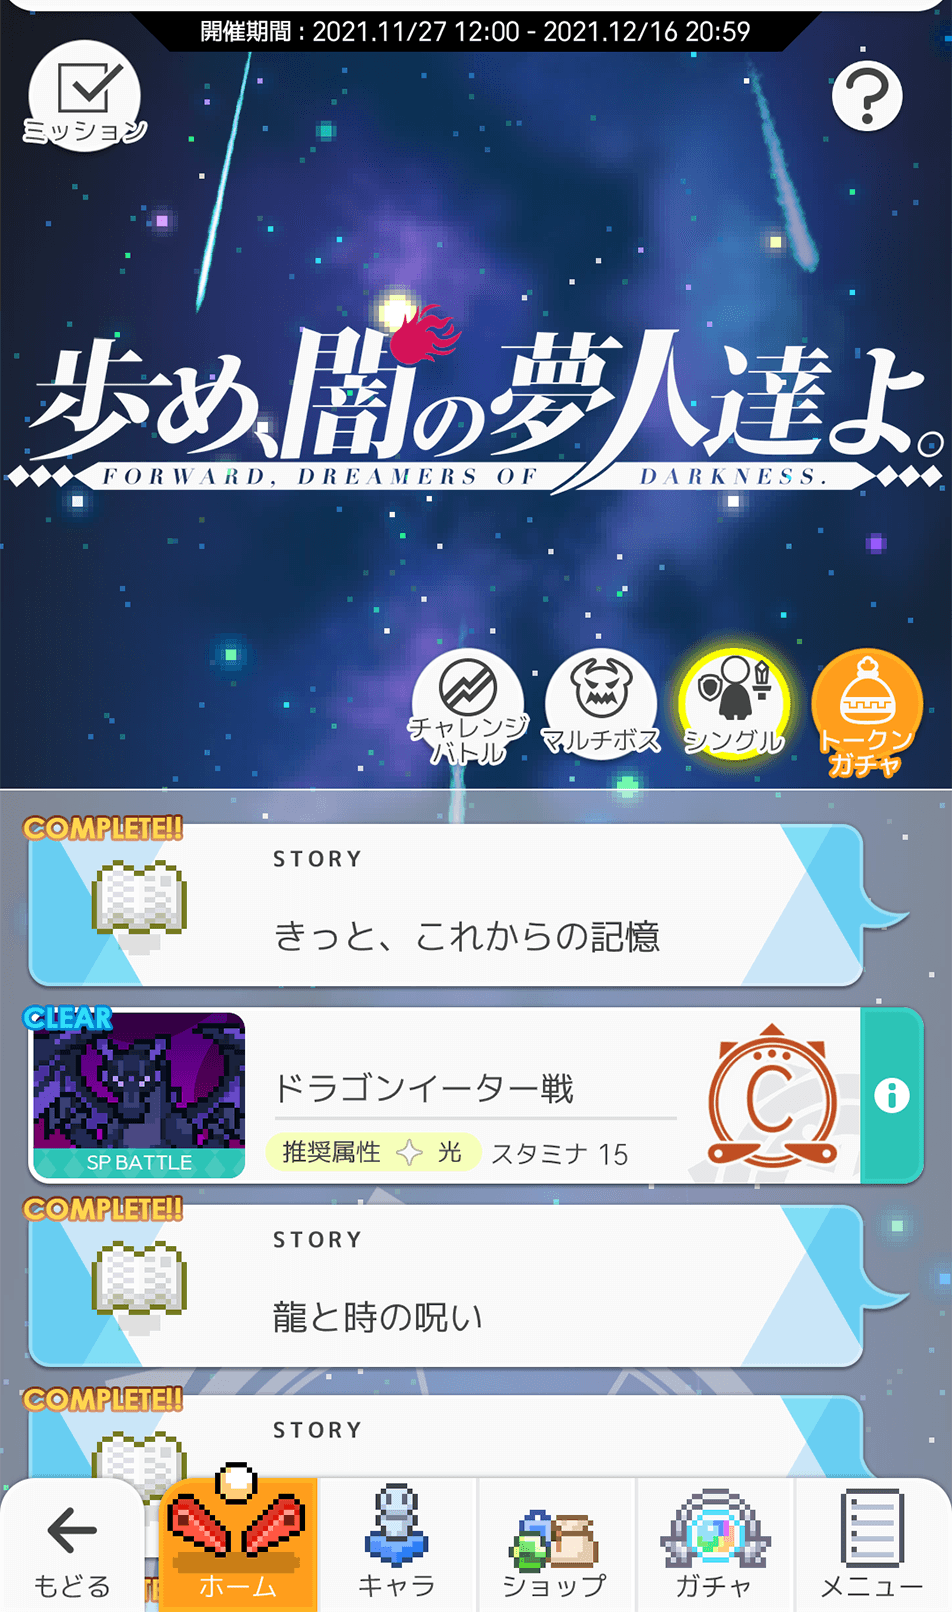 開催期間 : 2021.11/27 12:00 - 2021.12/16 20:59
ミッション
歩め、闇の夢人達よ。
FORWARD, DREAMERS OF DARKNESS.
チャレンジ
バトル
マルチボス
シングル
トークン
ガチャ
COMPLETE!!
STORY
きっと、これからの記憶
CLEAR
ドラゴンイーター戦
C
SP BATTLE
推奨属性 光 スタミナ 15
COMPLETE!!
STORY
龍と時の呪い
COMPLETE!!
STORY
もどる
ホーム
キャラ
ショップ
ガチャ
メニュー